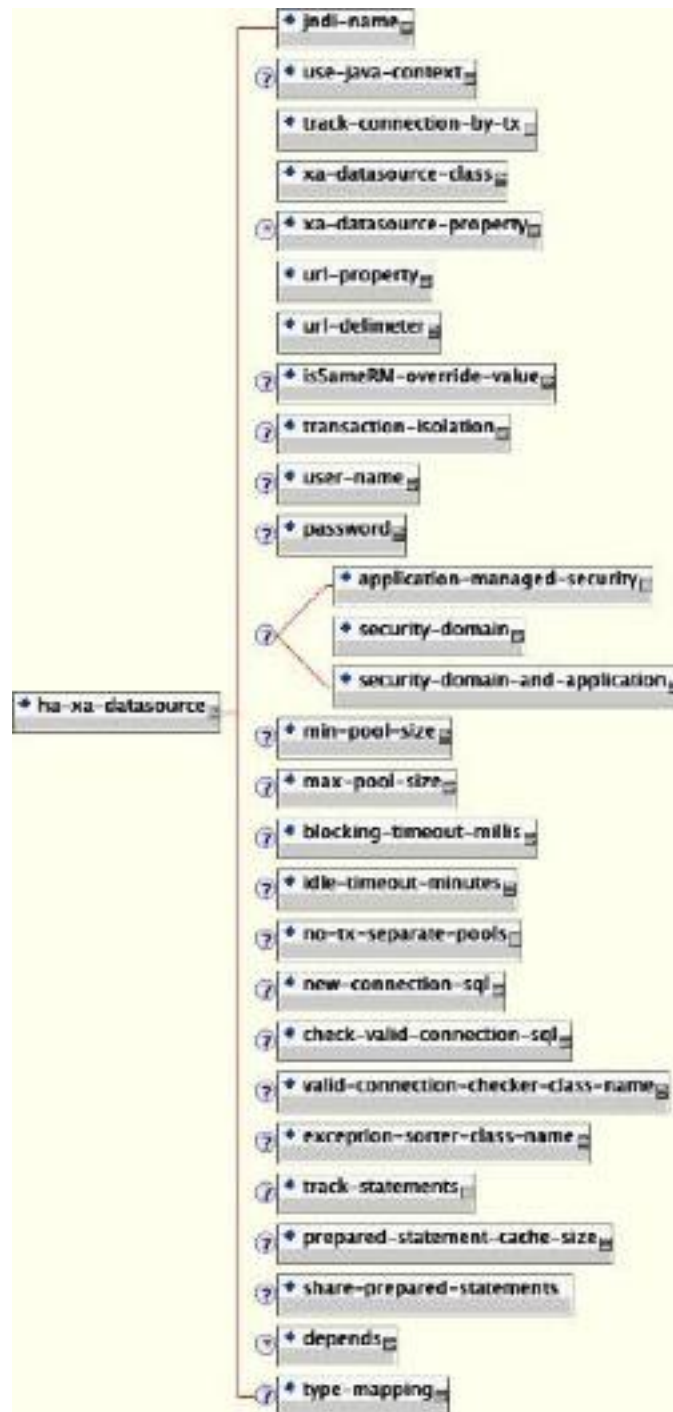 jndi-name
use-java-context
track-connection-by-tx
xa-datasource-class
xa-datasource-property
url-property
url-delimeter
isSameRM-override-value
transaction-isolation
user-name
password
application-managed-security
security-domain
security-domain-and-application
ha-xa-datasource
min-pool-size
max-pool-size
blocking-timeout-millis
idle-timeout-minutes
no-tx-separate-pools
new-connection-sql
check-valid-connection-sql
valid-connection-checker-class-name
exception-sorter-class-name
track-statements
prepared-statement-cache-size
share-prepared-statements
depends
type-mapping